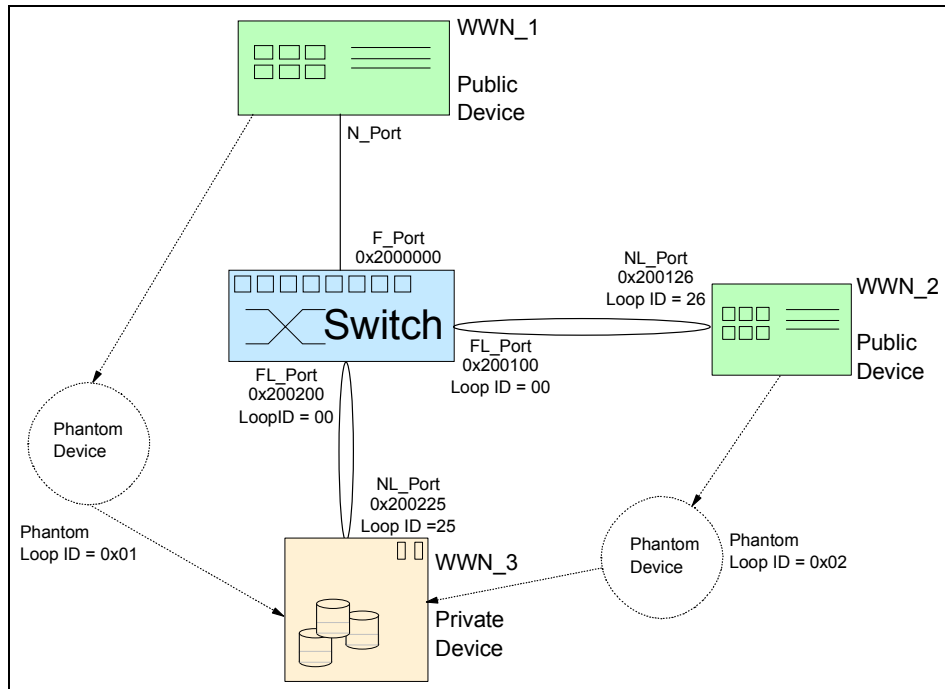 WWN_1
Public
Device
N_Port
F_Port
0x2000000
Switch
NL_Port
0x200126
Loop ID = 26
WWN_2
Public
Device
FL_Port
0x200100
Loop ID = 00
FL_Port
0x200200
LoopID = 00
Phantom
Device
Phantom
Loop ID = 0x01
NL_Port
0x200225
Loop ID =25
WWN_3
Private
Device
Phantom
Device
Phantom
Loop ID = 0x02